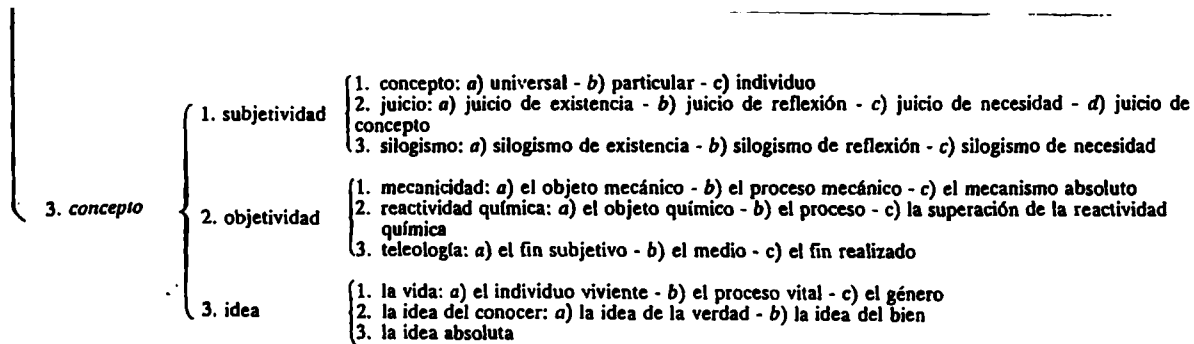 3. concepto
1. subjetividad
1. concepto: a) universal - b) particular - c) individuo
2. juicio: a) juicio de existencia - b) juicio de reflexión - c) juicio de necesidad - d) juicio de
concepto
3. silogismo: a) silogismo de existencia - b) silogismo de reflexión - c) silogismo de necesidad
2. objetividad
1. mecanicidad: a) el objeto mecánico - b) el proceso mecánico - c) el mecanismo absoluto
2. reactividad química: a) el objeto químico - b) el proceso - c) la superación de la reactividad
química
3. teleología: a) el fin subjetivo - b) el medio - c) el fin realizado
3. idea
1. la vida: a) el individuo viviente - b) el proceso vital - c) el género
2. la idea del conocer: a) la idea de la verdad - b) la idea del bien
3. la idea absoluta